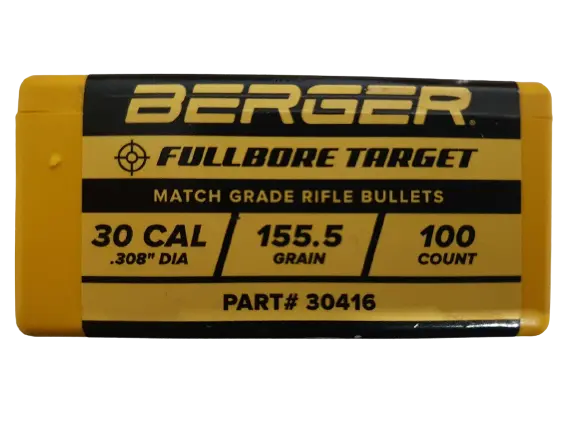 BERGER
FULLBORE TARGET
MATCH GRADE RIFLE BULLETS
30 CAL 155.5 100
.308" DIA GRAIN COUNT
PART# 30416